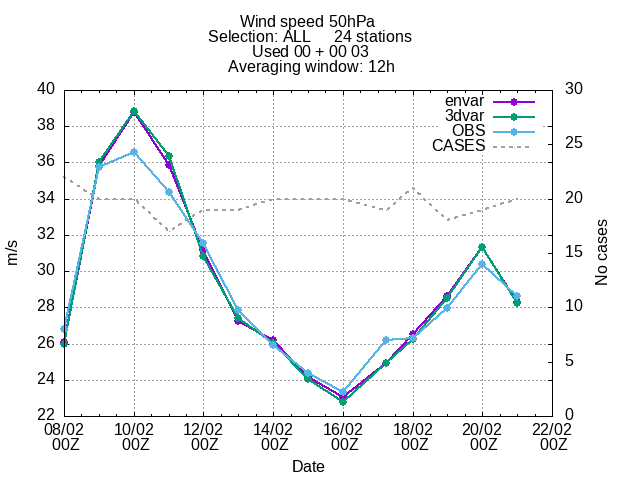 Wind speed 50hPa
Selection: ALL 24 stations
Used 00 + 00 03
Averaging window: 12h
envar
3dvar
OBS
CASES
40
38
36
34
32
30
28
26
24
22
30
25
20
15
10
5
0
m/s
No cases
08/02 10/02 12/02 14/02 16/02 18/02 20/02 22/02
00Z 00Z 00Z 00Z 00Z 00Z 00Z 00Z
Date